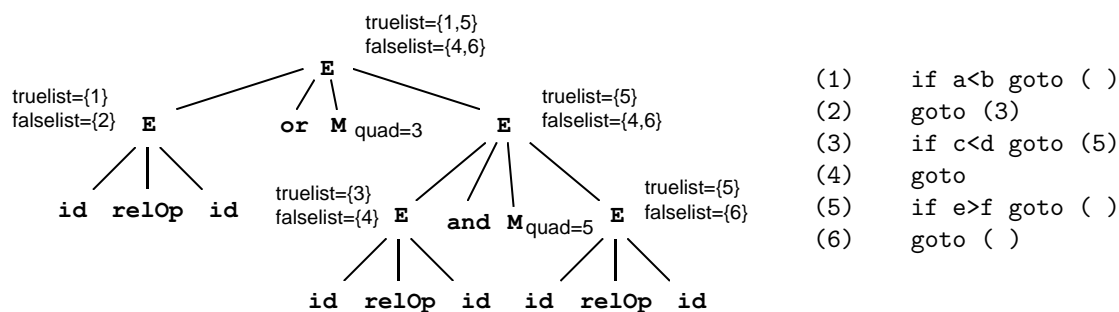 truelist={1,5}
falselist={4,6}
E
truelist={1}
falselist={2}
E
or M quad=3
truelist={5}
falselist={4,6}
E
id relOp id
truelist={3}
falselist={4}
E
and M quad=5
truelist={5}
falselist={6}
E
id relOp id
id relOp id
(1) if a<b goto ( )
(2) goto (3)
(3) if c<d goto (5)
(4) goto
(5) if e>f goto ( )
(6) goto ( )